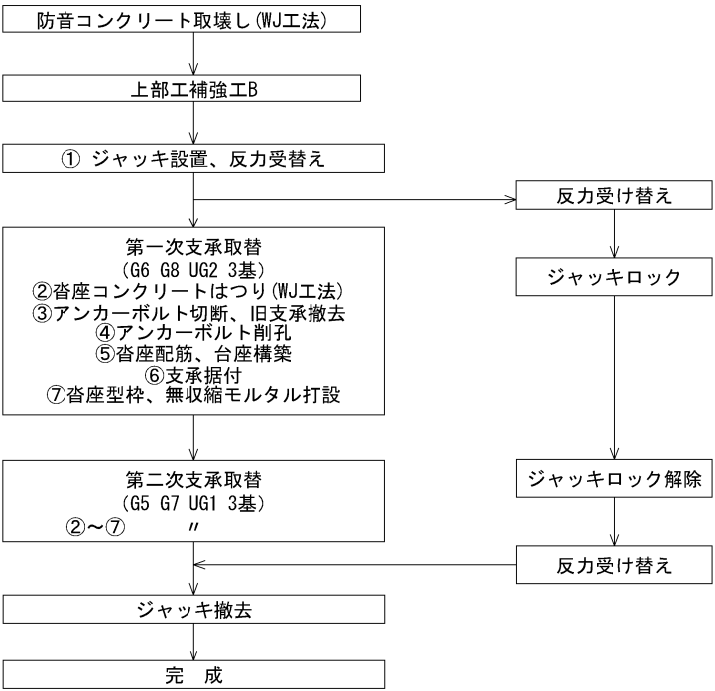 防音コンクリート取壊し(WJ工法)
上部工補強工B
① ジャッキ設置、反力受替え
反力受け替え
ジャッキロック
第一次支承取替
(G6 G8 UG2 3基)
②沓座コンクリートはつり(WJ工法)
③アンカーボルト切断、旧支承撤去
④アンカーボルト削孔
⑤沓座配筋、台座構築
⑥支承据付
⑦沓座型枠、無収縮モルタル打設
第二次支承取替
(G5 G7 UG1 3基)
②～⑦ 〃
ジャッキロック解除
反力受け替え
ジャッキ撤去
完 成